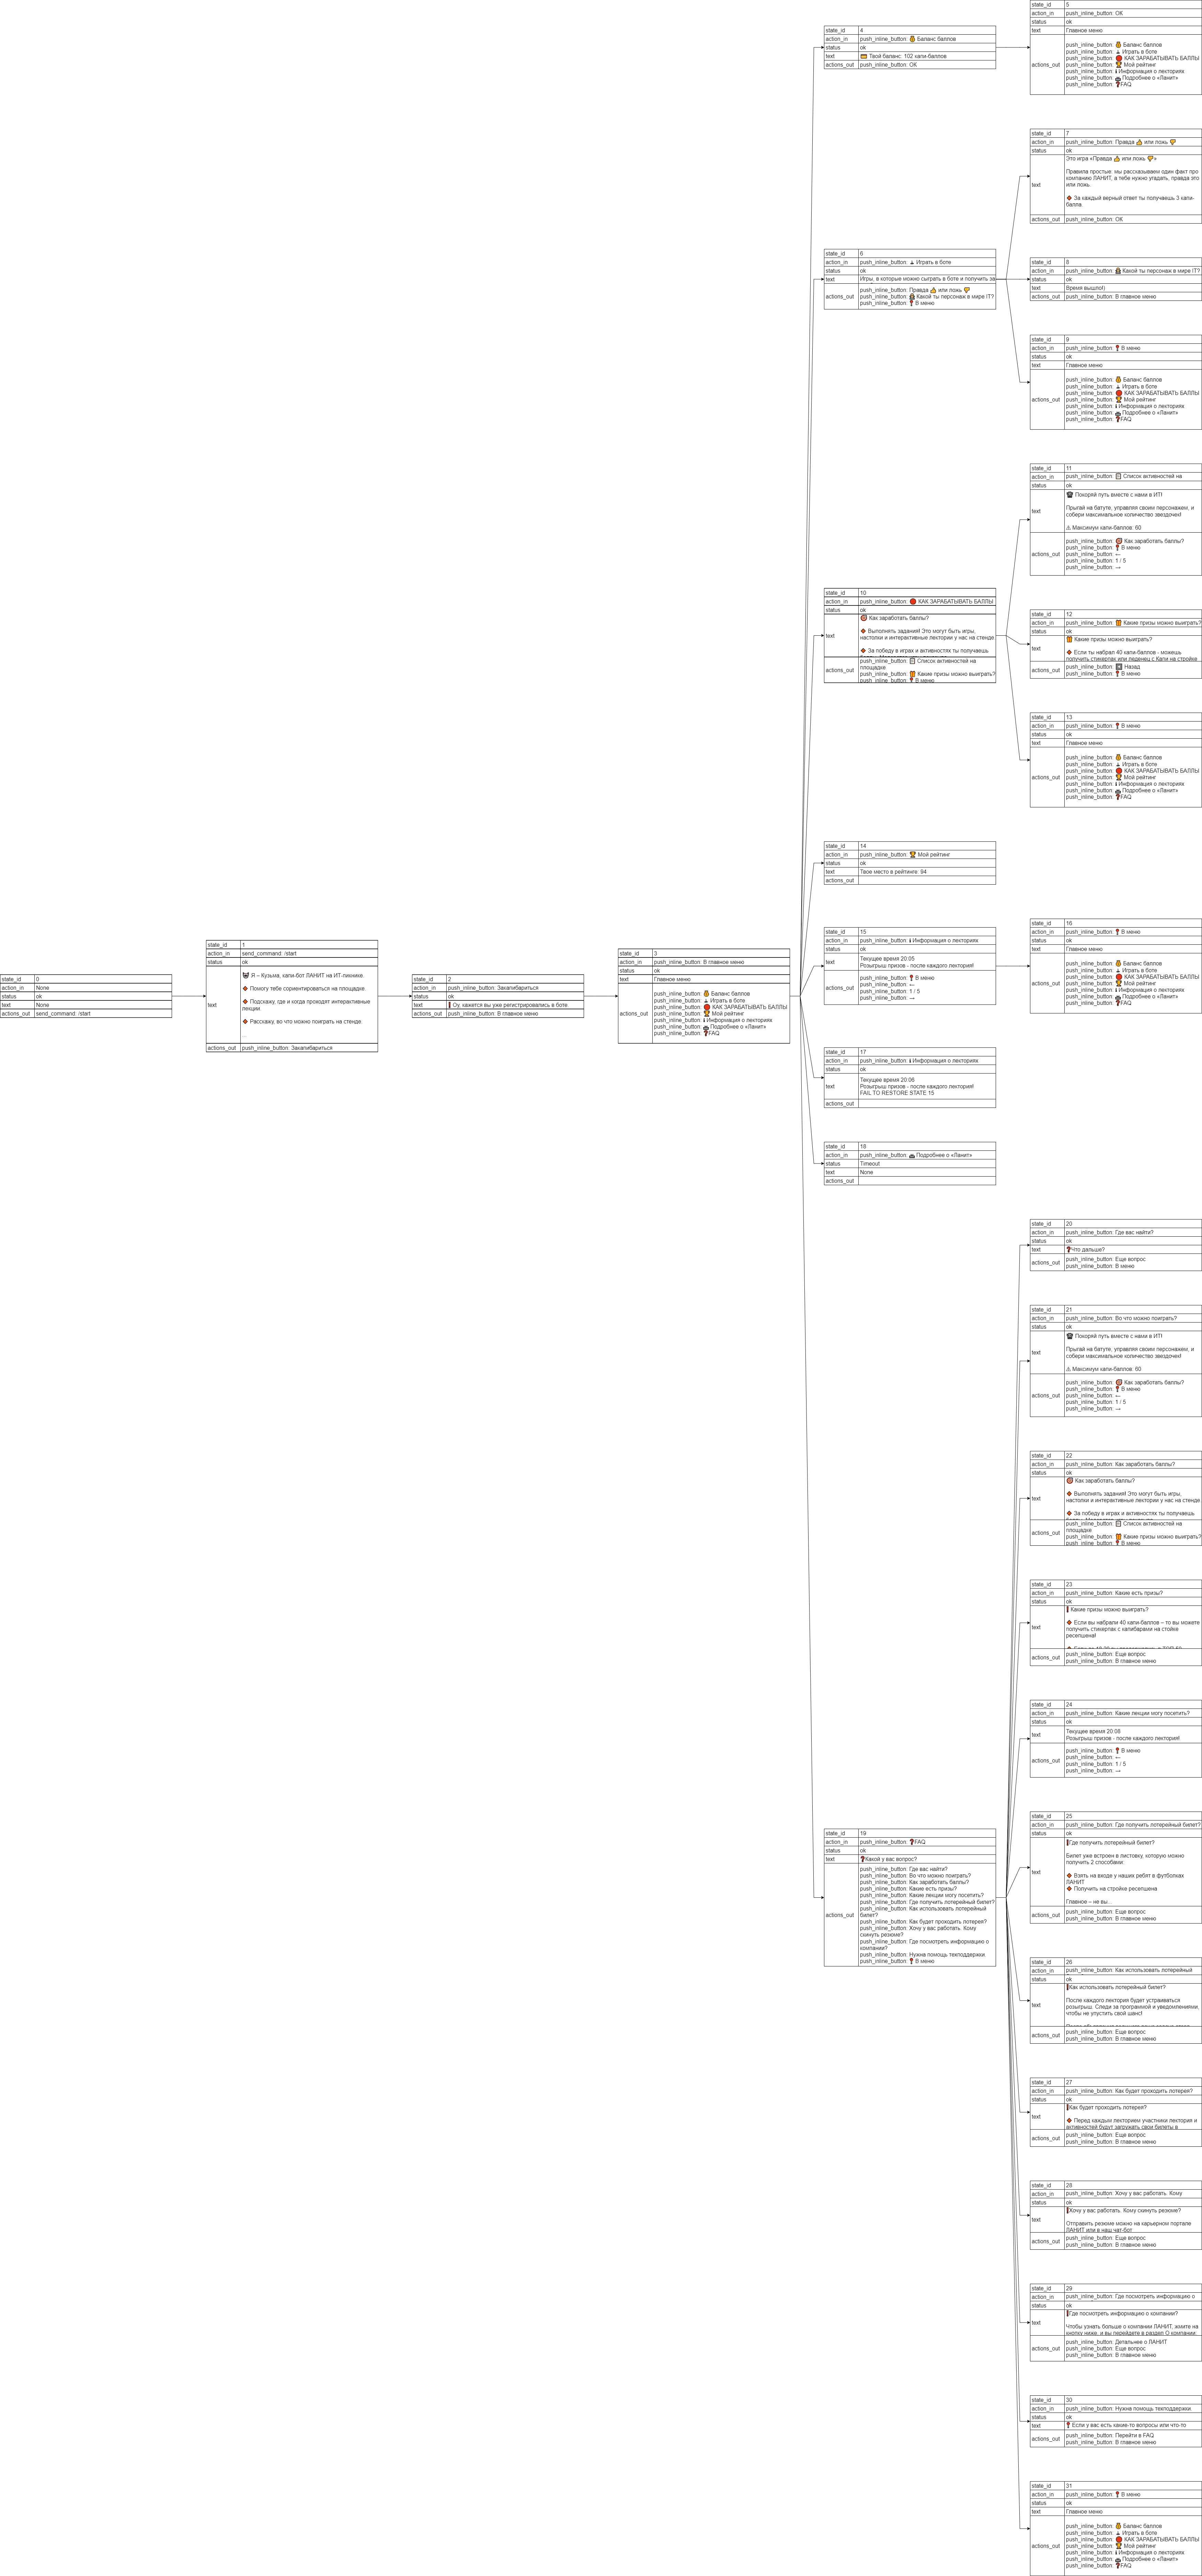 state_id 0
action_in None
status ok
text None
actions_out send_command: /start
state_id 1
action_in send_command: /start
status ok
text
Я – Кузьма, капи-бот ЛАНИТ на ИТ-пикнике.
Помогу тебе сориентироваться на площадке.
Подскажу, где и когда проходят интерактивные
лекции.
Расскажу, во что можно поиграть на стенде.
...
actions_out push_inline_button: Закапибариться
state_id 2
action_in push_inline_button: Закапибариться
status ok
text Оу, кажется вы уже регистрировались в боте
actions_out push_inline_button: В главное меню
state_id 3
action_in push_inline_button: В главное меню
status ok
text Главное меню
actions_out
push_inline_button: 💰 Баланс баллов
push_inline_button: Играть в боте
push_inline_button: 🔴 КАК ЗАРАБАТЫВАТЬ БАЛЛЫ
push_inline_button: 🏆 Мой рейтинг
push_inline_button: ℹ Информация о лекториях
push_inline_button: Подробнее о «Ланит»
push_inline_button: ❓FAQ
state_id 4
action_in push_inline_button: 💰 Баланс баллов
status ok
text 💳 Твой баланс: 102 капи-баллов
actions_out push_inline_button: ОК
state_id 5
action_in push_inline_button: ОК
status ok
text Главное меню
actions_out
push_inline_button: 💰 Баланс баллов
push_inline_button: Играть в боте
push_inline_button: 🔴 КАК ЗАРАБАТЫВАТЬ БАЛЛЫ
push_inline_button: 🏆 Мой рейтинг
push_inline_button: ℹ Информация о лекториях
push_inline_button: Подробнее о «Ланит»
push_inline_button: ❓FAQ
state_id 6
action_in push_inline_button: Играть в боте
status ok
text Игры, в которые можно сыграть в боте и получить за
actions_out
push_inline_button: Правда 👍 или ложь 👎
push_inline_button: Какой ты персонаж в мире IT?
push_inline_button: В меню
state_id 7
action_in push_inline_button: Правда 👍 или ложь 👎
status ok
text
Это игра «Правда 👍 или ложь 👎»
Правила простые: мы рассказываем один факт про
компанию ЛАНИТ, а тебе нужно угадать, правда это
или ложь.
🔸 За каждый верный ответ ты получаешь 3 капи-
балла.
actions_out push_inline_button: ОК
state_id 8
action_in push_inline_button: Какой ты персонаж в мире IT?
status ok
text Время вышло!)
actions_out push_inline_button: В главное меню
state_id 9
action_in push_inline_button: В меню
status ok
text Главное меню
actions_out
push_inline_button: 💰 Баланс баллов
push_inline_button: Играть в боте
push_inline_button: 🔴 КАК ЗАРАБАТЫВАТЬ БАЛЛЫ
push_inline_button: 🏆 Мой рейтинг
push_inline_button: ℹ Информация о лекториях
push_inline_button: Подробнее о «Ланит»
push_inline_button: ❓FAQ
state_id 10
action_in push_inline_button: 🔴 КАК ЗАРАБАТЫВАТЬ БАЛЛЫ
status ok
text
🎯 Как заработать баллы?
🔸 Выполнять задания! Это могут быть игры,
настолки и интерактивные лектории у нас на стенде
🔸 За победу в играх и активностях ты получаешь
actions_out
push_inline_button: Список активностей на
площадке
push_inline_button: 🎁 Какие призы можно выиграть?
push_inline_button: В меню
state_id 11
action_in push_inline_button: Список активностей на
status ok
text
Покоряй путь вместе с нами в ИТ!
Прыгай на батуте, управляя своим персонажем, и
собери максимальное количество звездочек!
⚠ Максимум капи-баллов: 60
actions_out
push_inline_button: 🎯 Как заработать баллы?
push_inline_button: В меню
push_inline_button: ←
push_inline_button: 1 / 5
push_inline_button: →
state_id 12
action_in push_inline_button: 🎁 Какие призы можно выиграть?
status ok
text
🎁 Какие призы можно выиграть?
🔸 Если ты набрал 40 капи-баллов - можешь
получить стикерпак или леденец с Капи на стройке
actions_out
push_inline_button: Назад
push_inline_button: В меню
state_id 13
action_in push_inline_button: В меню
status ok
text Главное меню
actions_out
push_inline_button: 💰 Баланс баллов
push_inline_button: Играть в боте
push_inline_button: 🔴 КАК ЗАРАБАТЫВАТЬ БАЛЛЫ
push_inline_button: 🏆 Мой рейтинг
push_inline_button: ℹ Информация о лекториях
push_inline_button: Подробнее о «Ланит»
push_inline_button: ❓FAQ
state_id 14
action_in push_inline_button: 🏆 Мой рейтинг
status ok
text Твое место в рейтинге: 94
actions_out
state_id 15
action_in push_inline_button: ℹ Информация о лекториях
status ok
text
Текущее время 20:05
Розыгрыш призов - после каждого лектория!
actions_out
push_inline_button: В меню
push_inline_button: ←
push_inline_button: 1 / 5
push_inline_button: →
state_id 16
action_in push_inline_button: В меню
status ok
text Главное меню
actions_out
push_inline_button: 💰 Баланс баллов
push_inline_button: Играть в боте
push_inline_button: 🔴 КАК ЗАРАБАТЫВАТЬ БАЛЛЫ
push_inline_button: 🏆 Мой рейтинг
push_inline_button: ℹ Информация о лекториях
push_inline_button: Подробнее о «Ланит»
push_inline_button: ❓FAQ
state_id 17
action_in push_inline_button: ℹ Информация о лекториях
status ok
text
Текущее время 20:06
Розыгрыш призов - после каждого лектория!
FAIL TO RESTORE STATE 15
actions_out
state_id 18
action_in push_inline_button: Подробнее о «Ланит»
status Timeout
text None
actions_out
state_id 19
action_in push_inline_button: ❓FAQ
status ok
text ❓Какой у вас вопрос?
actions_out
push_inline_button: Где вас найти?
push_inline_button: Во что можно поиграть?
push_inline_button: Как заработать баллы?
push_inline_button: Какие есть призы?
push_inline_button: Какие лекции могу посетить?
push_inline_button: Где получить лотерейный билет?
push_inline_button: Как использовать лотерейный
билет?
push_inline_button: Как будет проходить лотерея?
push_inline_button: Хочу у вас работать. Кому
скинуть резюме?
push_inline_button: Где посмотреть информацию о
компании?
push_inline_button: Нужна помощь техподдержки
push_inline_button: В меню
state_id 20
action_in push_inline_button: Где вас найти?
status ok
text ❓Что дальше?
actions_out
push_inline_button: Еще вопрос
push_inline_button: В меню
state_id 21
action_in push_inline_button: Во что можно поиграть?
status ok
text
Покоряй путь вместе с нами в ИТ!
Прыгай на батуте, управляя своим персонажем, и
собери максимальное количество звездочек!
⚠ Максимум капи-баллов: 60
actions_out
push_inline_button: 🎯 Как заработать баллы?
push_inline_button: В меню
push_inline_button: ←
push_inline_button: 1 / 5
push_inline_button: →
state_id 22
action_in push_inline_button: Как заработать баллы?
status ok
text
🎯 Как заработать баллы?
🔸 Выполнять задания! Это могут быть игры,
настолки и интерактивные лектории у нас на стенде
🔸 За победу в играх и активностях ты получаешь
actions_out
push_inline_button: Список активностей на
площадке
push_inline_button: 🎁 Какие призы можно выиграть?
push_inline_button: В меню
state_id 23
action_in push_inline_button: Какие есть призы?
status ok
text
Какие призы можно выиграть?
🔸 Если вы набрали 40 капи-баллов – то вы можете
получить стикерпак с капибарами на стойке
ресепшена!
actions_out
push_inline_button: Еще вопрос
push_inline_button: В главное меню
state_id 24
action_in push_inline_button: Какие лекции могу посетить?
status ok
text
Текущее время 20:08
Розыгрыш призов - после каждого лектория!
actions_out
push_inline_button: В меню
push_inline_button: ←
push_inline_button: 1 / 5
push_inline_button: →
state_id 25
action_in push_inline_button: Где получить лотерейный билет?
status ok
text
Где получить лотерейный билет?
Билет уже встроен в листовку, которую можно
получить 2 способами
🔸 Взять на входе у наших ребят в футболках
ЛАНИТ
🔸 Получить на стройке ресепшена
Главное – не вы...
actions_out
push_inline_button: Еще вопрос
push_inline_button: В главное меню
state_id 26
action_in push_inline_button: Как использовать лотерейный
status ok
text
Как использовать лотерейный билет?
После каждого лектория будет устраиваться
розыгрыш. Следи за программой и уведомлениями,
чтобы не упустить свой шанс!
actions_out
push_inline_button: Еще вопрос
push_inline_button: В главное меню
state_id 27
action_in push_inline_button: Как будет проходить лотерея?
status ok
text
Как будет проходить лотерея?
🔸 Перед каждым лекторием участники лектория и
активностей будут загружать свои билеты в
actions_out
push_inline_button: Еще вопрос
push_inline_button: В главное меню
state_id 28
action_in push_inline_button: Хочу у вас работать. Кому
status ok
text
Хочу у вас работать. Кому скинуть резюме?
Отправить резюме можно на карьерном портале
ЛАНИТ или в наш чат-бот
actions_out
push_inline_button: Еще вопрос
push_inline_button: В главное меню
state_id 29
action_in push_inline_button: Где посмотреть информацию о
status ok
text
Где посмотреть информацию о компании?
Чтобы узнать больше о компании ЛАНИТ, жмите на
кнопку ниже, и вы перейдете в раздел О компании
actions_out
push_inline_button: Детальнее о ЛАНИТ
push_inline_button: Еще вопрос
push_inline_button: В главное меню
state_id 30
action_in push_inline_button: Нужна помощь техподдержки
status ok
text Если у вас есть какие-то вопросы или что-то
actions_out
push_inline_button: Перейти в FAQ
push_inline_button: В главное меню
state_id 31
action_in push_inline_button: В меню
status ok
text Главное меню
actions_out
push_inline_button: 💰 Баланс баллов
push_inline_button: Играть в боте
push_inline_button: 🔴 КАК ЗАРАБАТЫВАТЬ БАЛЛЫ
push_inline_button: 🏆 Мой рейтинг
push_inline_button: ℹ Информация о лекториях
push_inline_button: Подробнее о «Ланит»
push_inline_button: ❓FAQ